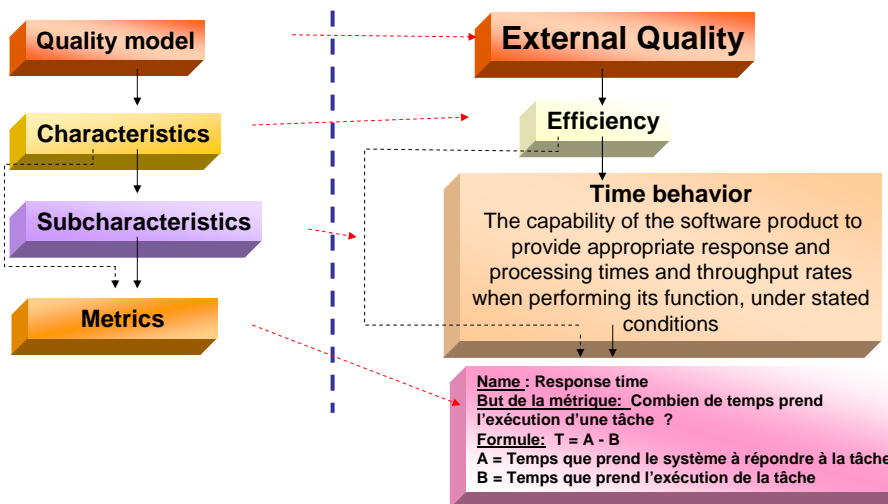 Quality model
Characteristics
Subcharacteristics
Metrics
External Quality
Efficiency
Time behavior
The capability of the software product to
provide appropriate response and
processing times and throughput rates
when performing its function, under stated
conditions
Name : Response time
But de la métrique: Combien de temps prend
l'exécution d'une tâche ?
Formule: T = A - B
A = Temps que prend le système à répondre à la tâche
B = Temps que prend l'exécution de la tâche